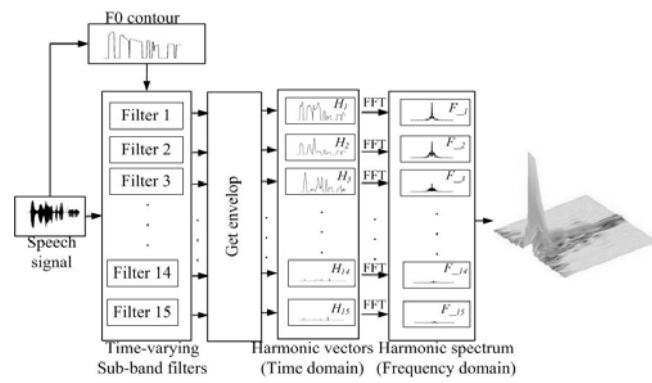 F0 contour
Filter 1
Filter 2
Filter 3
Filter 14
Filter 15
Speech
signal
Get envelop
H1
H2
H3
H14
H15
FFT
FFT
FFT
FFT
FFT
F_1
F_2
F_3
F_14
F_15
Time-varying
Sub-band filters
Harmonic vectors
(Time domain)
Harmonic spectrum
(Frequency domain)